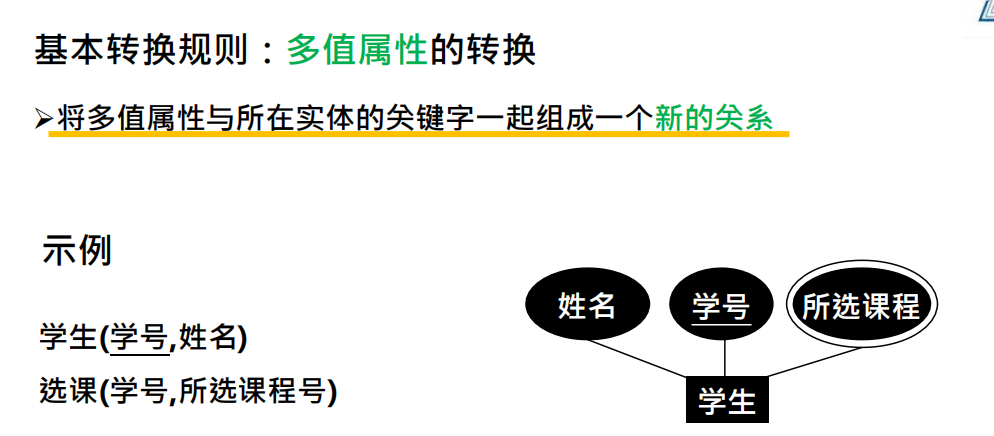 基本转换规则：多值属性的转换
➢将多值属性与所在实体的关键字一起组成一个新的关系
示例
姓名
学号
所选课程
学生(学号,姓名)
选课(学号,所选课程号)
学生